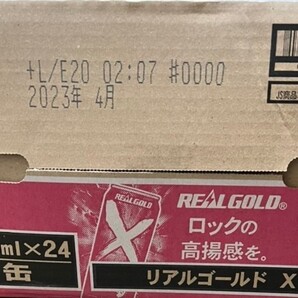 +L/E20 02:07 #0000
2023年 4月
REALGOLD®
X
ロックの
高揚感を。
ml×24
缶
リアルゴールド X